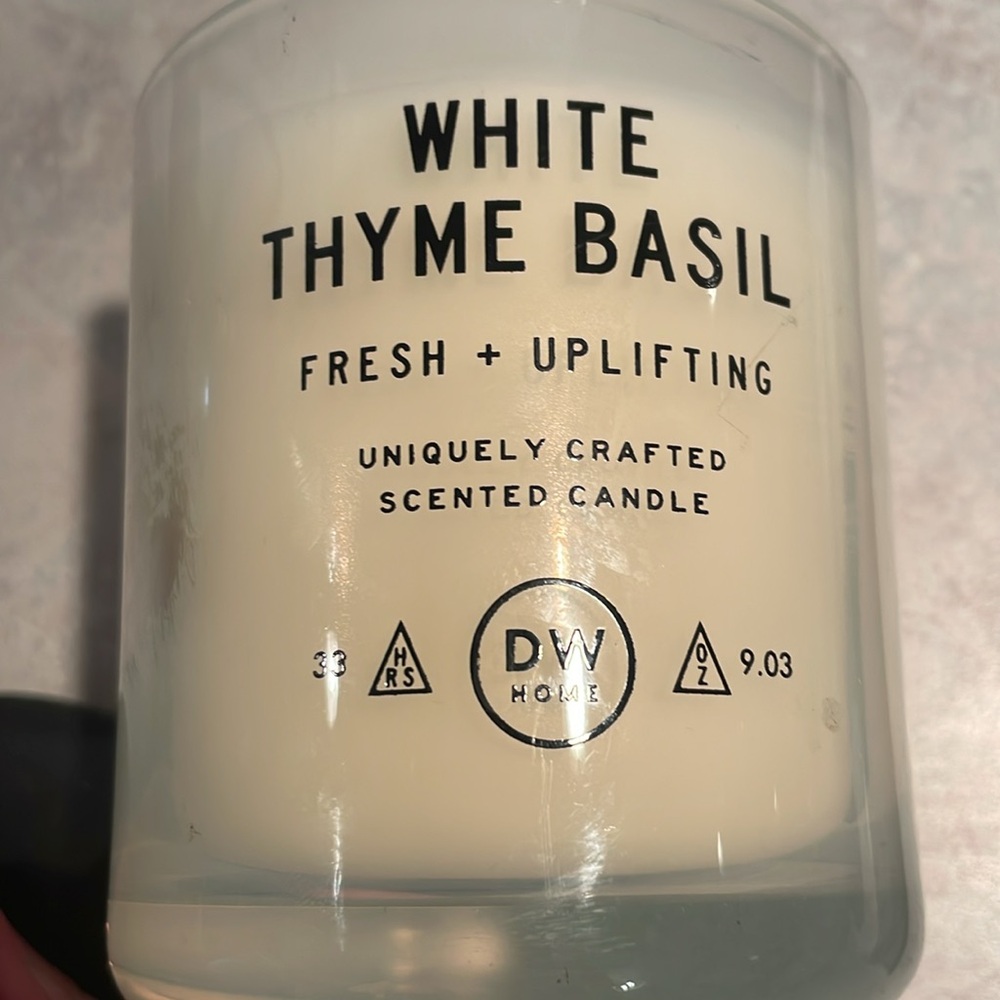 WHITE
THYME BASIL
FRESH + UPLIFTING
UNIQUELY CRAFTED
SCENTED CANDLE
33 HRS DW HOME OZ 9.03